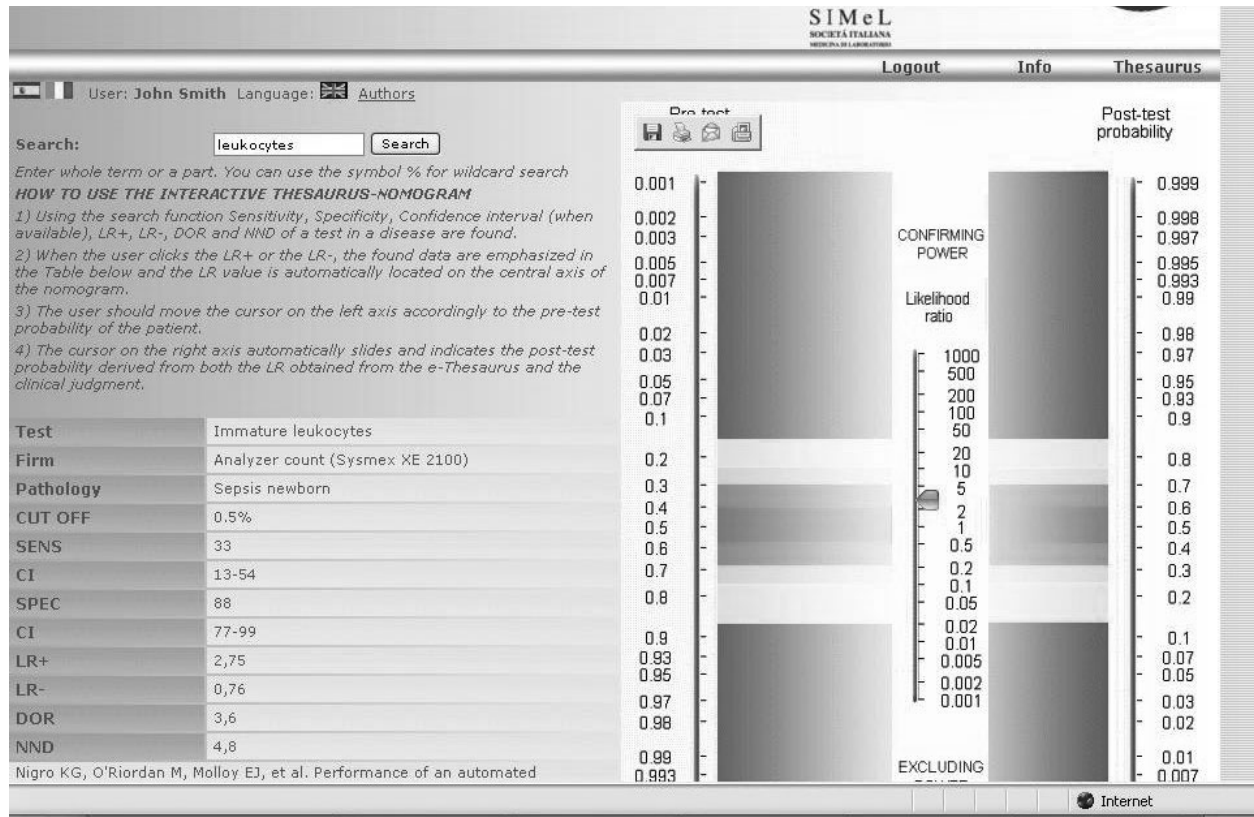 SIMeL
SOCIETÁ ITALIANA
MEDICINA DI LABORATORIO
Logout Info Thesaurus
User: John Smith Language: Authors
Search: leukocytes Search
Enter whole term or a part. You can use the symbol % for wildcard search
HOW TO USE THE INTERACTIVE THESAURUS-NOMOGRAM
1) Using the search function Sensitivity, Specificity, Confidence interval (when
available), LR+, LR-, DOR and NND of a test in a disease are found.
2) When the user clicks the LR+ or the LR-, the found data are emphasized in
the Table below and the LR value is automatically located on the central axis of
the nomogram.
3) The user should move the cursor on the left axis accordingly to the pre-test
probability of the patient.
4) The cursor on the right axis automatically slides and indicates the post-test
probability derived from both the LR obtained from the e-Thesaurus and the
clinical judgment.
Test Immature leukocytes
Firm Analyzer count (Sysmex XE 2100)
Pathology Sepsis newborn
CUT OFF 0.5%
SENS 33
CI 13-54
SPEC 88
CI 77-99
LR+ 2,75
LR- 0,76
DOR 3,6
NND 4,8
Nigro KG, O'Riordan M, Molloy EJ, et al. Performance of an automated
Pre-test
0.001
0.002
0.003
0.005
0.007
0.01
0.02
0.03
0.05
0.07
0.1
0.2
0.3
0.4
0.5
0.6
0.7
0.8
0.9
0.93
0.95
0.97
0.98
0.99
0.993
CONFIRMING
POWER
Likelihood
ratio
1000
500
200
100
50
20
10
5
2
1
0.5
0.2
0.1
0.05
0.02
0.01
0.005
0.002
0.001
EXCLUDING
POWER
Post-test
probability
0.999
0.998
0.997
0.995
0.993
0.99
0.98
0.97
0.95
0.93
0.9
0.8
0.7
0.6
0.5
0.4
0.3
0.2
0.1
0.07
0.05
0.03
0.02
0.01
0.007
Internet